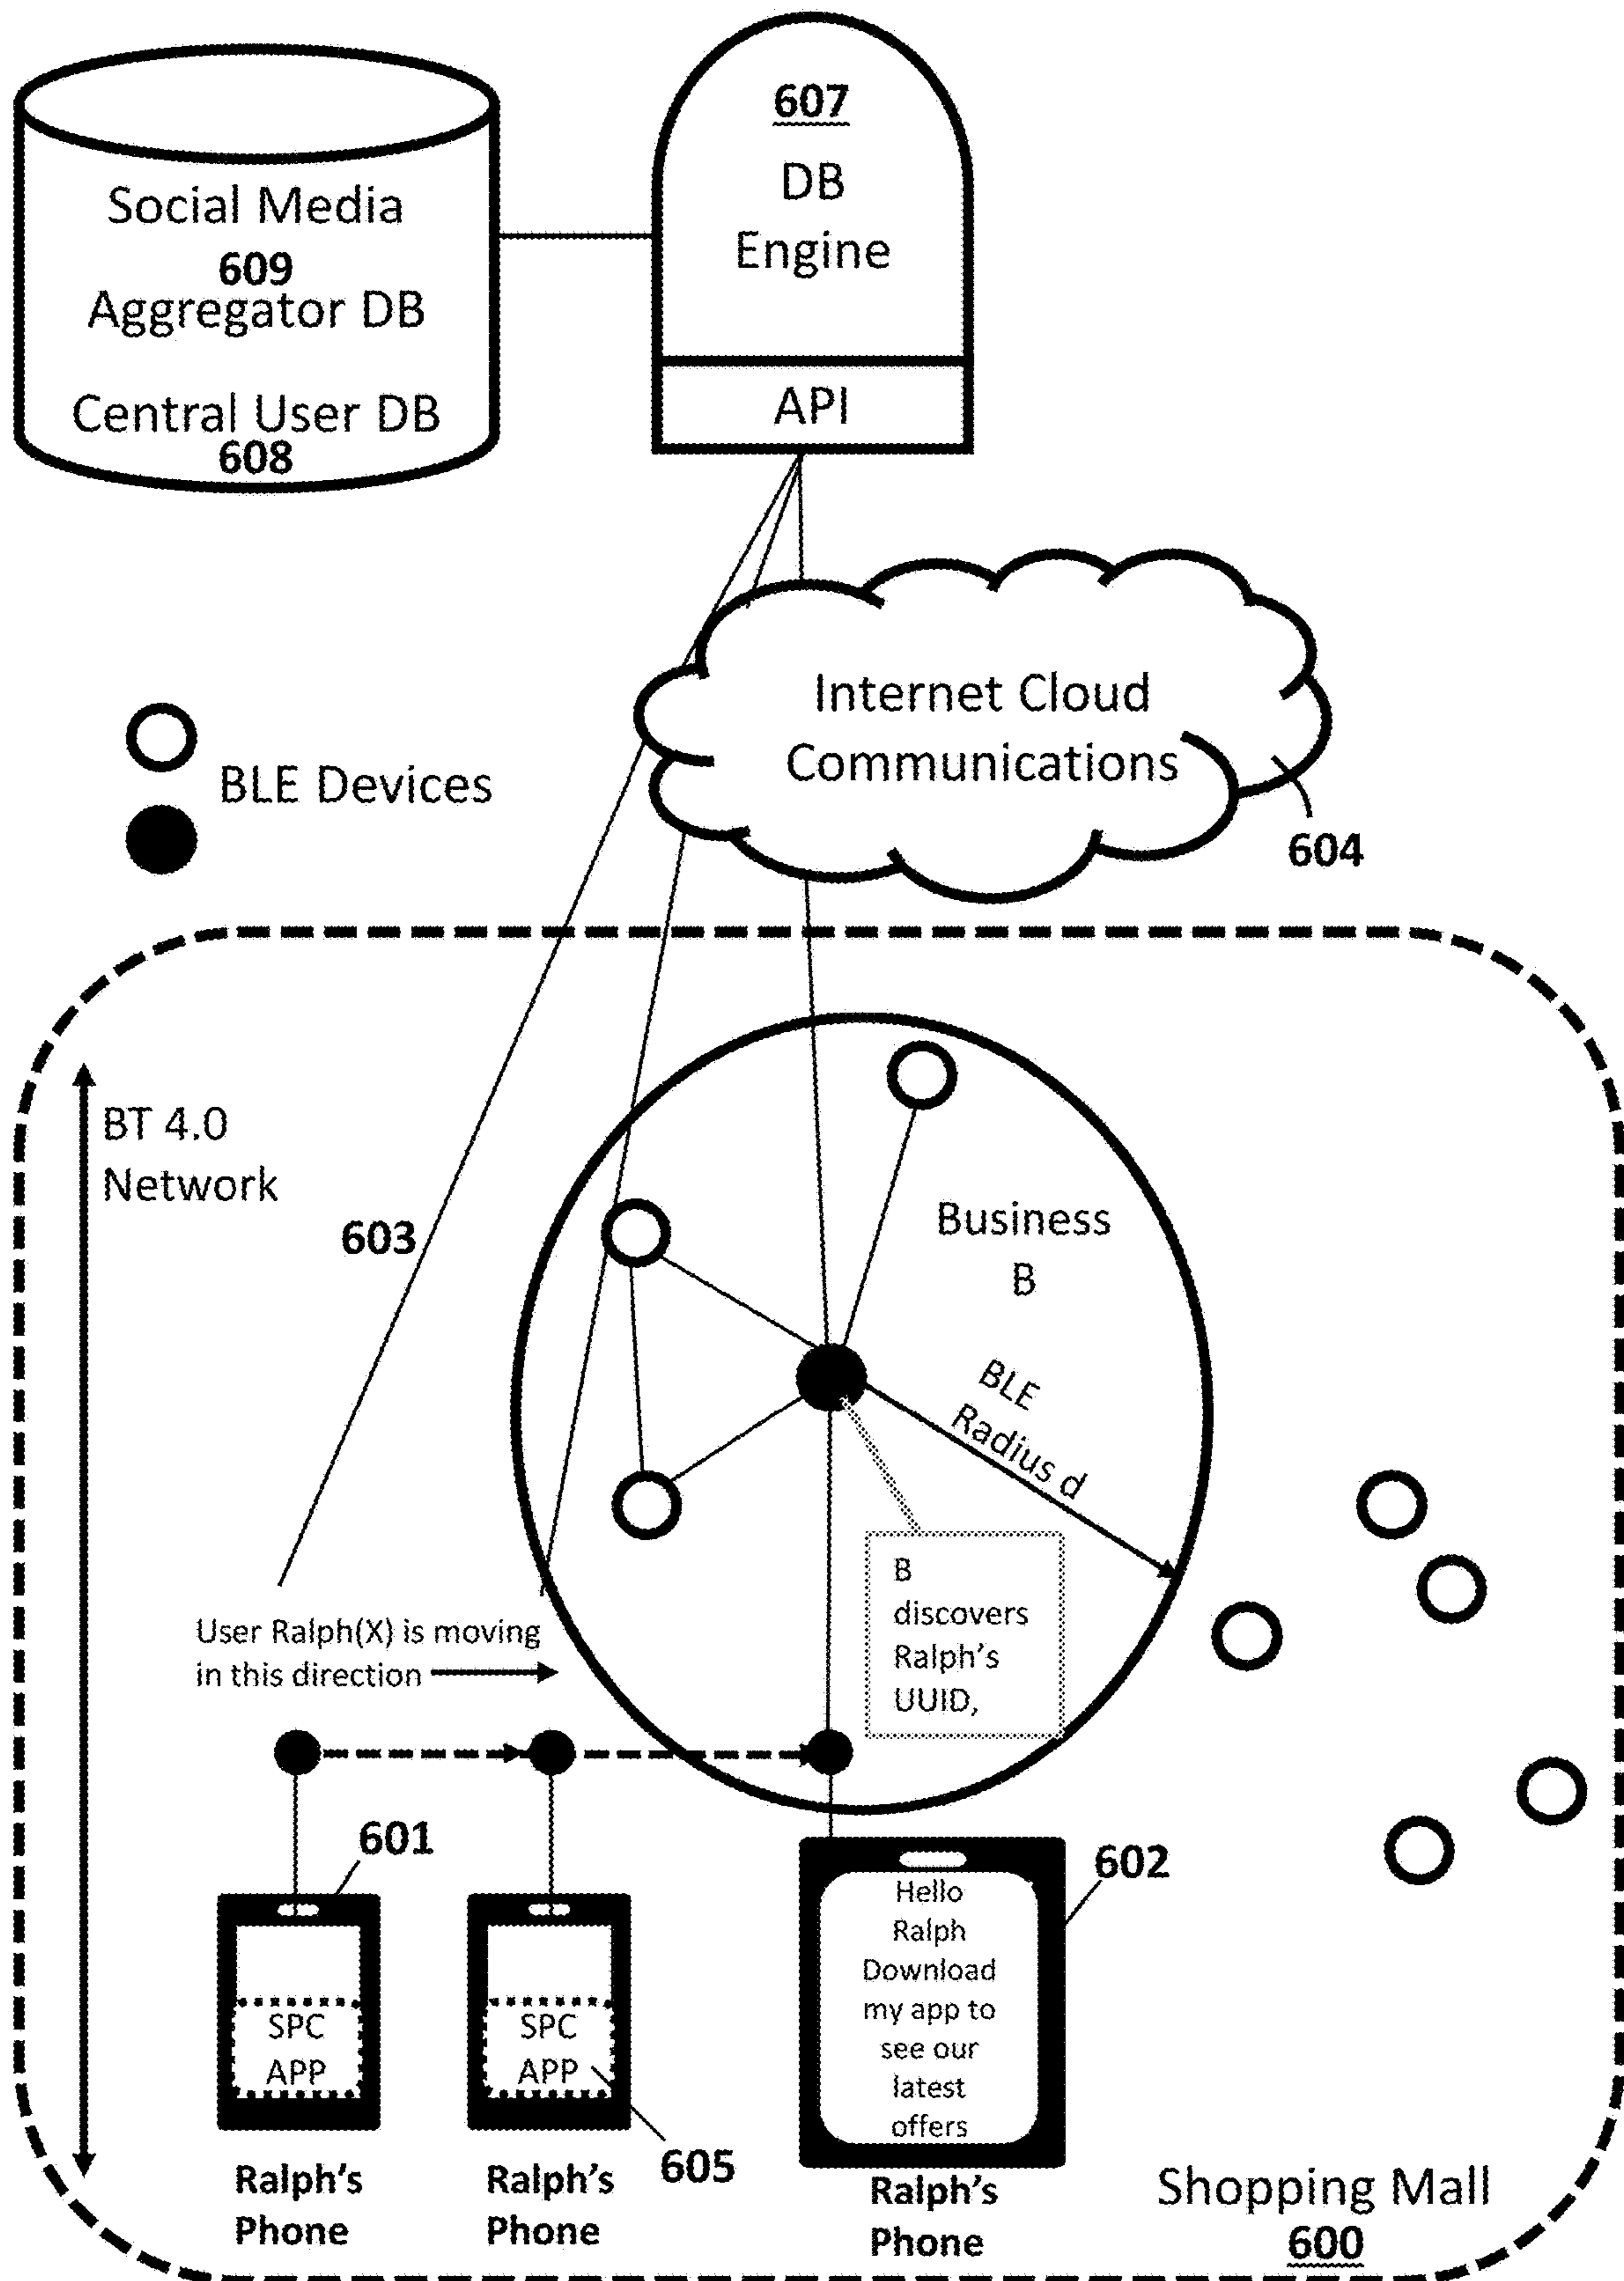 607
DB
Engine
API
Social Media
609
Aggregator DB
Central User DB
608
Internet Cloud
Communications
604
BLE Devices
BT 4.0
Network
603
Business
B
BLE
Radius d
B
discovers
Ralph's
UUID,
User Ralph(X) is moving
in this direction
601
602
Hello
Ralph
Download
my app to
see our
latest
offers
SPC
APP
SPC
APP
605
Ralph's
Phone
Ralph's
Phone
Ralph's
Phone
Shopping Mall
600